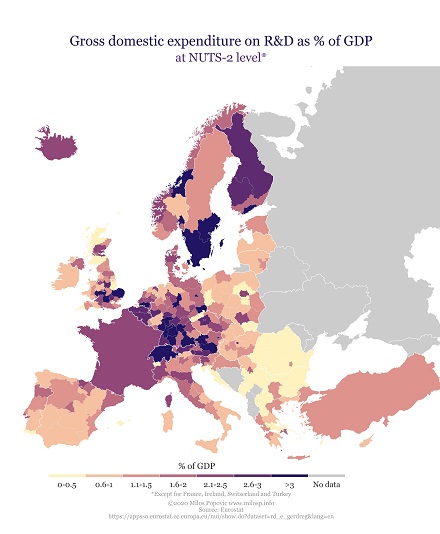 Gross domestic expenditure on R&D as % of GDP
at NUTS-2 level*
% of GDP
0-0.5 0.6-1 1.1-1.5 1.6-2 2.1-2.5 2.6-3 >3 No data
*Except for France, Ireland, Switzerland and Turkey
©2020 Milos Popovic www.milosp.info
Source: Eurostat
https://appsso.eurostat.ec.europa.eu/nui/show.do?dataset=rd_e_gerdreg&lang=en